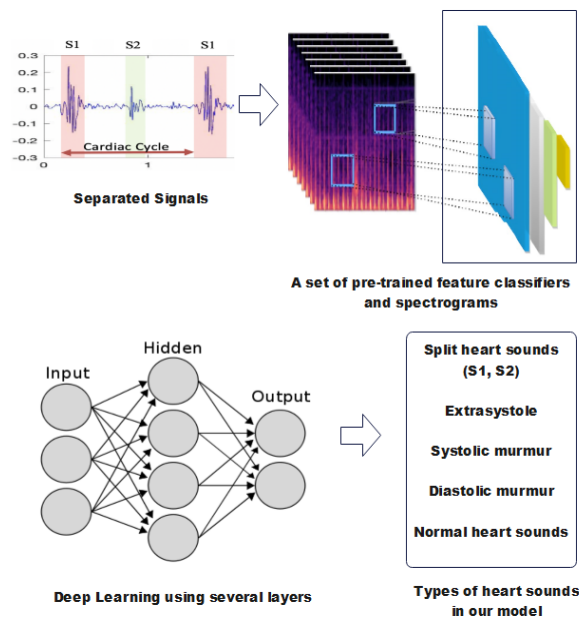 S1 S2 S1
0.3
0.2
0.1
0
-0.1
-0.2
-0.3
Cardiac Cycle
0 1
Separated Signals
A set of pre-trained feature classifiers
and spectrograms
Input
Hidden
Output
Deep Learning using several layers
Split heart sounds
(S1, S2)
Extrasystole
Systolic murmur
Diastolic murmur
Normal heart sounds
Types of heart sounds
in our model